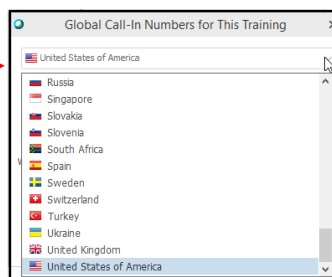 Global Call-In Numbers for This Training
United States of America
Russia
Singapore
Slovakia
Slovenia
South Africa
Spain
Sweden
Switzerland
Turkey
Ukraine
United Kingdom
United States of America